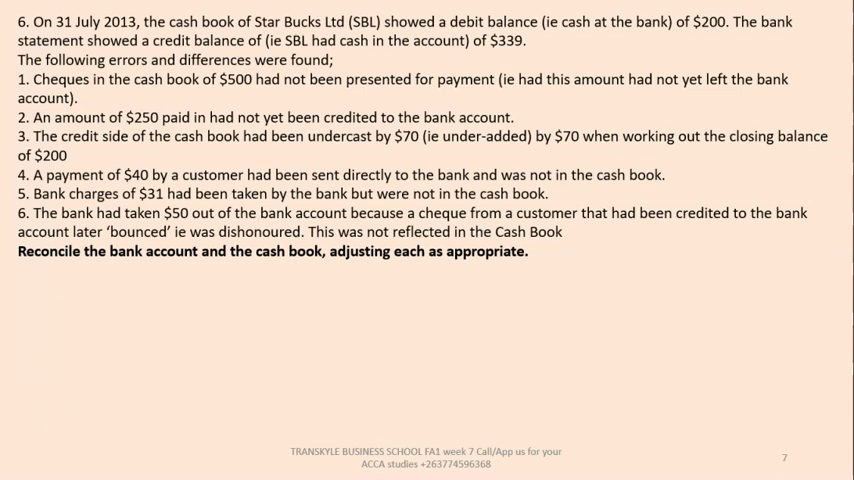 6. On 31 July 2013, the cash book of Star Bucks Ltd (SBL) showed a debit balance (ie cash at the bank) of $200. The bank
statement showed a credit balance of (ie SBL had cash in the account) of $339.
The following errors and differences were found;
1. Cheques in the cash book of $500 had not been presented for payment (ie had this amount had not yet left the bank
account).
2. An amount of $250 paid in had not yet been credited to the bank account.
3. The credit side of the cash book had been undercast by $70 (ie under-added) by $70 when working out the closing balance
of $200
4. A payment of $40 by a customer had been sent directly to the bank and was not in the cash book.
5. Bank charges of $31 had been taken by the bank but were not in the cash book.
6. The bank had taken $50 out of the bank account because a cheque from a customer that had been credited to the bank
account later ‘bounced’ ie was dishonoured. This was not reflected in the Cash Book
Reconcile the bank account and the cash book, adjusting each as appropriate.
TRANSKYLE BUSINESS SCHOOL FA1 week 7 Call/App us for your
ACCA studies +263774596368
7